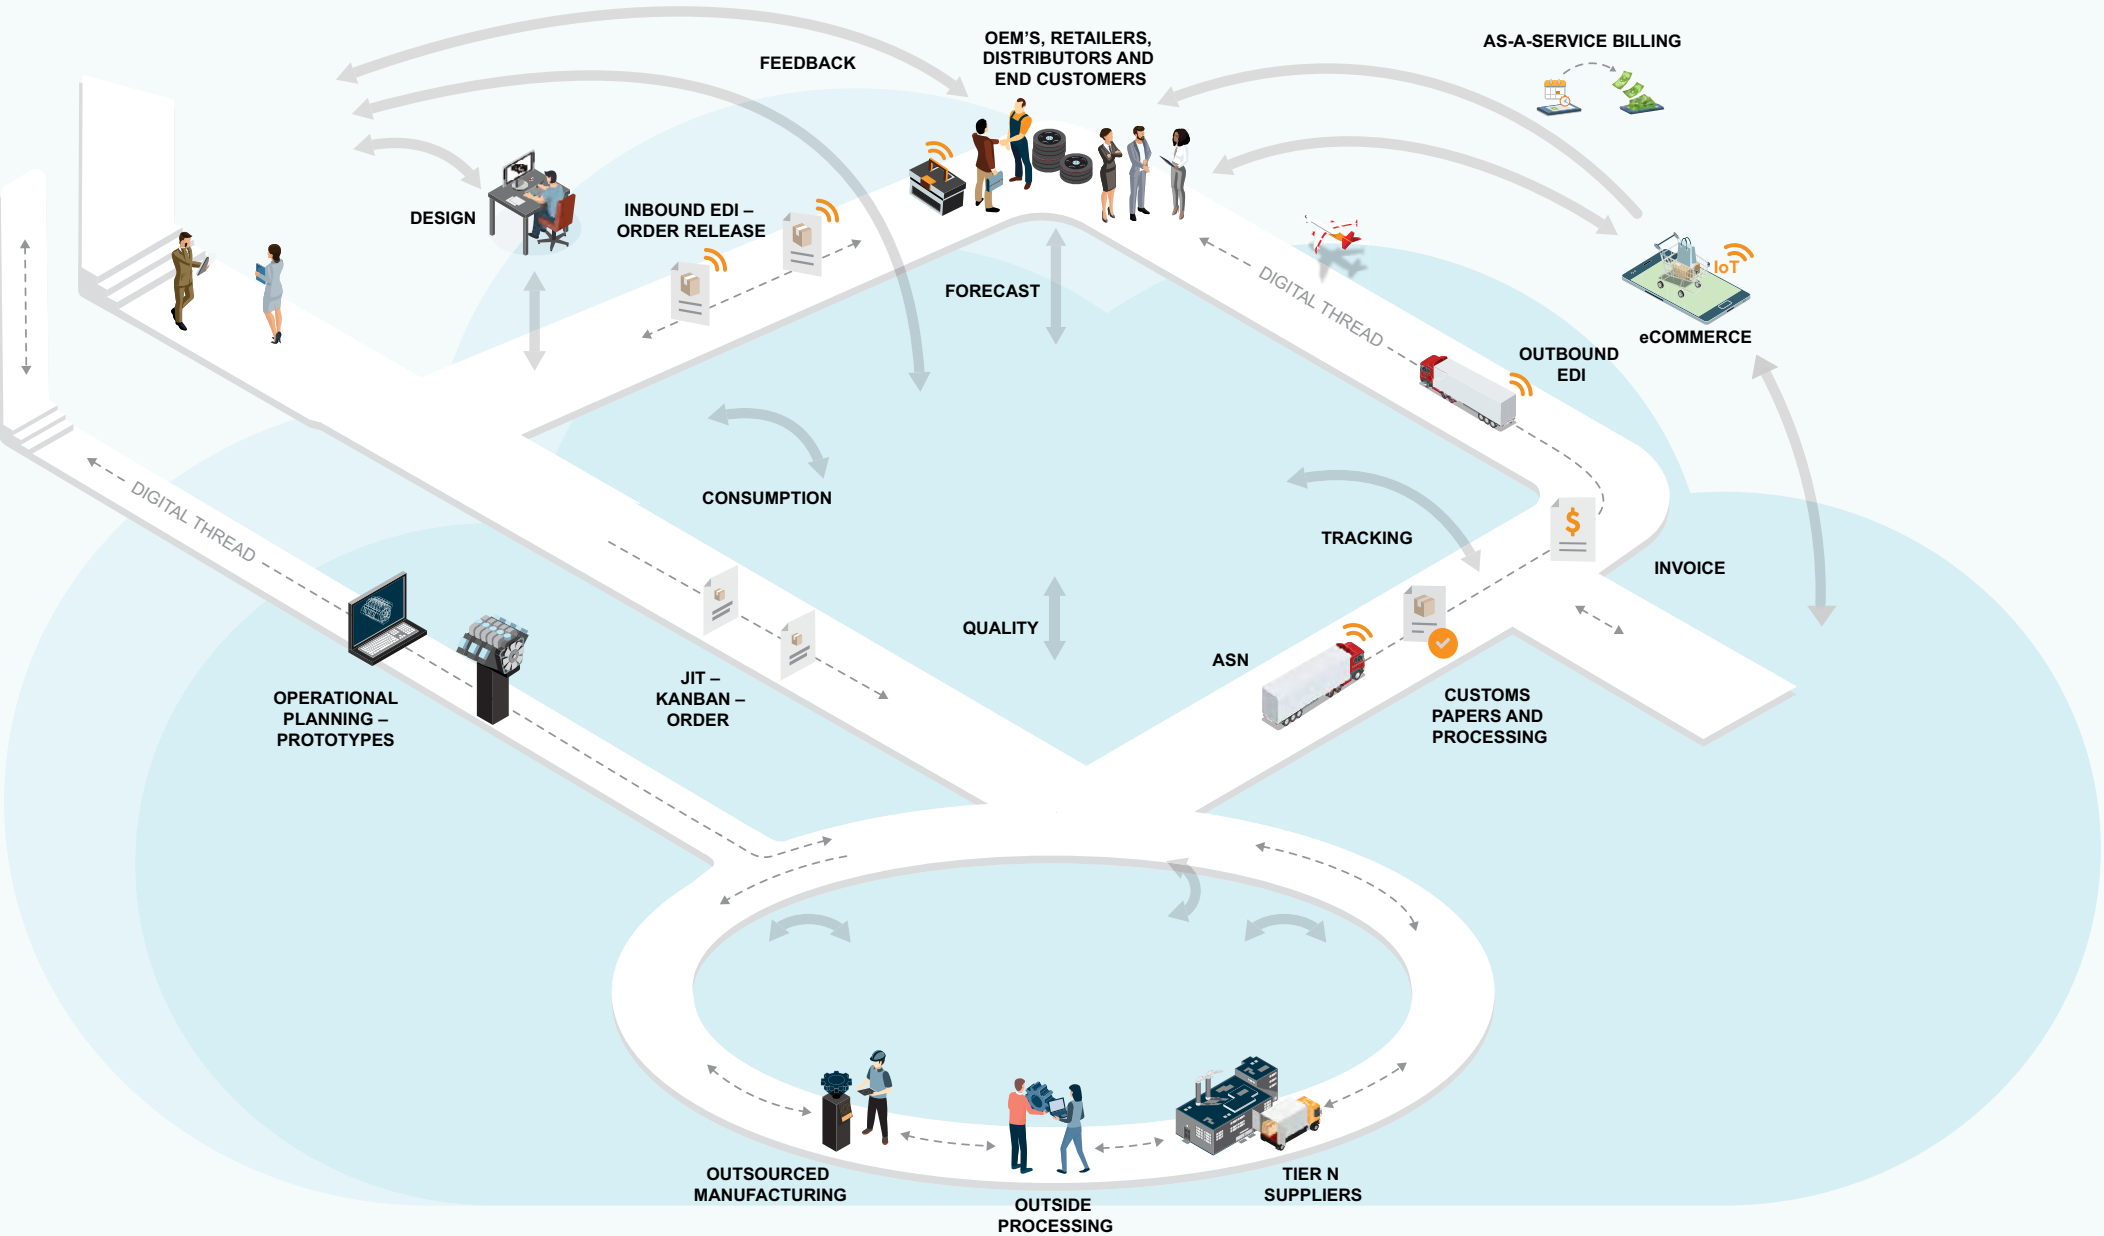 OEM'S, RETAILERS,
DISTRIBUTORS AND
END CUSTOMERS
AS-A-SERVICE BILLING
FEEDBACK
DESIGN
INBOUND EDI –
ORDER RELEASE
FORECAST
DIGITAL THREAD
IoT
eCOMMERCE
OUTBOUND
EDI
CONSUMPTION
DIGITAL THREAD
TRACKING
$
INVOICE
QUALITY
ASN
JIT –
KANBAN –
ORDER
OPERATIONAL
PLANNING –
PROTOTYPES
CUSTOMS
PAPERS AND
PROCESSING
OUTSOURCED
MANUFACTURING
OUTSIDE
PROCESSING
TIER N
SUPPLIERS